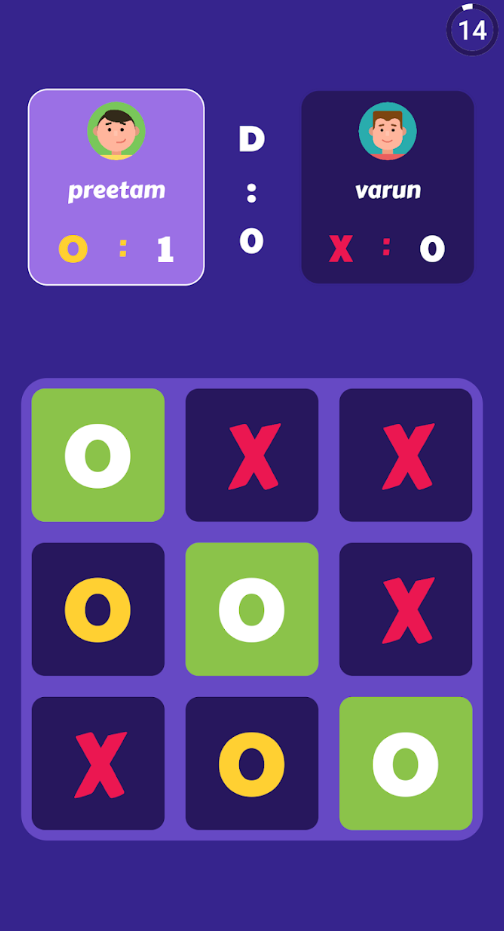 14
D
:
0
preetam
O : 1
varun
X : 0
O X X
O O X
X O O